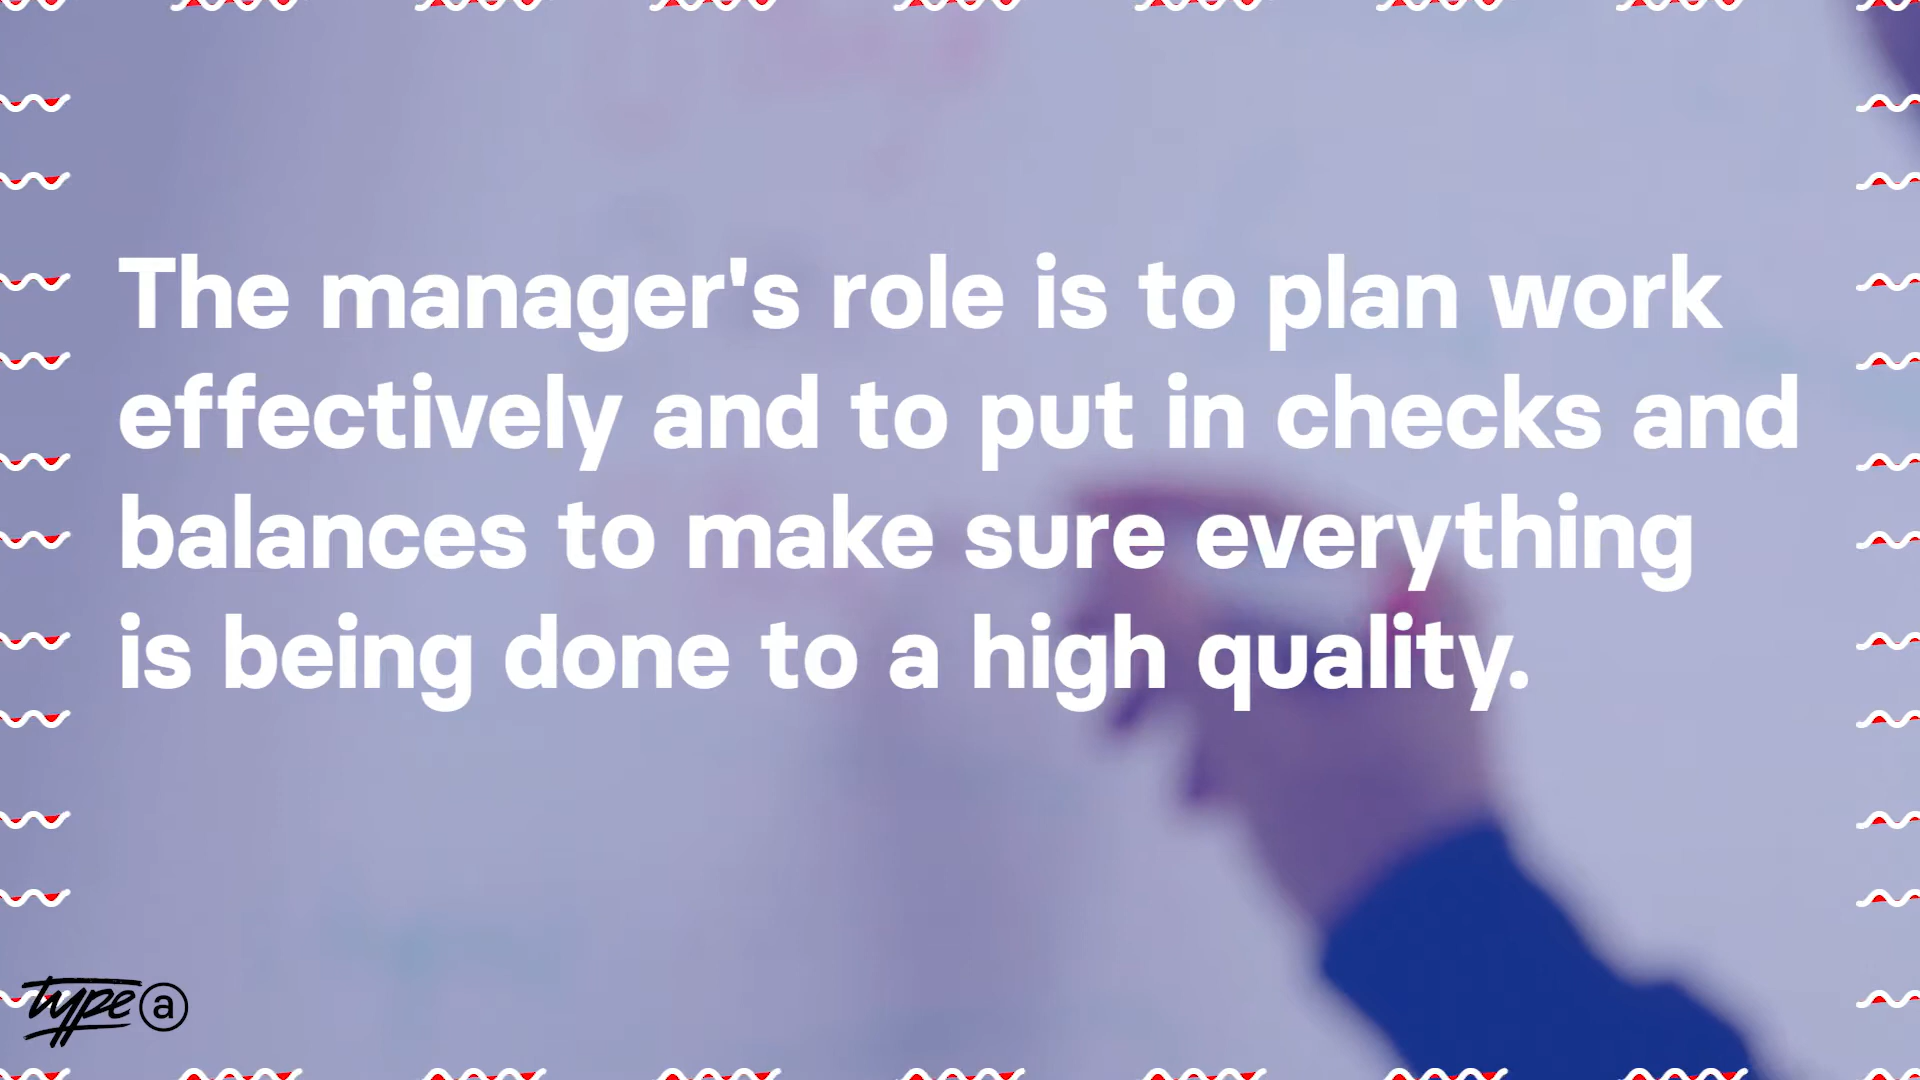 The manager's role is to plan work
effectively and to put in checks and
balances to make sure everything
is being done to a high quality.
type a